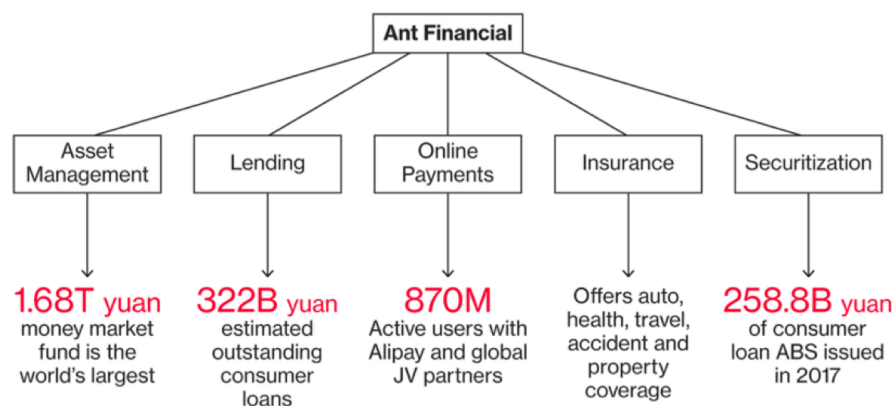 Ant Financial
Asset
Management
Lending
Online
Payments
Insurance
Securitization
1.68T yuan
money market
fund is the
world's largest
322B yuan
estimated
outstanding
consumer
loans
870M
Active users with
Alipay and global
JV partners
Offers auto,
health, travel,
accident and
property
coverage
258.8B yuan
of consumer
loan ABS issued
in 2017